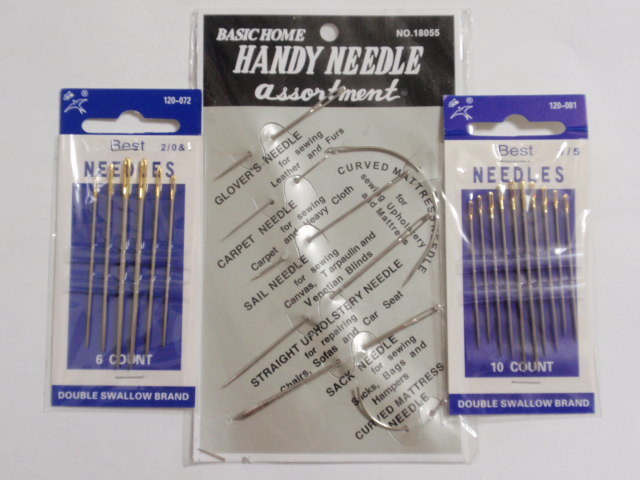 120-072
Best 2/0&
NEEDLES
6 COUNT
DOUBLE SWALLOW BRAND
BASIC HOME NO.18055
HANDY NEEDLE
assortment
GLOVER'S NEEDLE
for sewing
Leather and Furs
CURVED MATTRESS NEEDLE
for
sewing Upholstery
and Mattress
CARPET NEEDLE
for sewing
Carpet and Heavy Cloth
SAIL NEEDLE
for sewing
Canvas, Tarpaulin and
Venetian Blinds
STRAIGHT UPHOLSTERY NEEDLE
for repairing
Chairs, Sofas and Car Seat
SACK NEEDLE
for sewing
Sacks, Bags and
Hampers
CURVED MATTRESS
NEEDLE
120-081
Best /5
NEEDLES
10 COUNT
DOUBLE SWALLOW BRAND